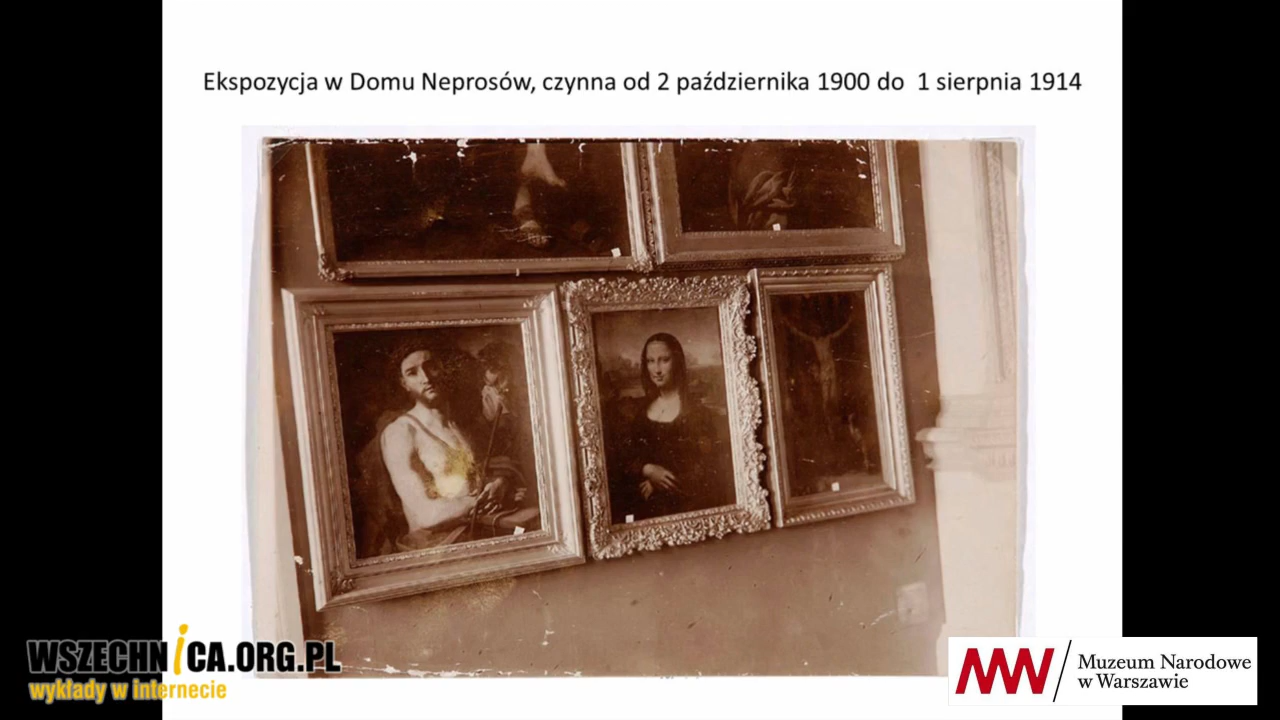 Ekspozycja w Domu Neprosów, czynna od 2 października 1900 do 1 sierpnia 1914
WSZECHNiCA.ORG.PL
wykłady w internecie
MW
Muzeum Narodowe
w Warszawie